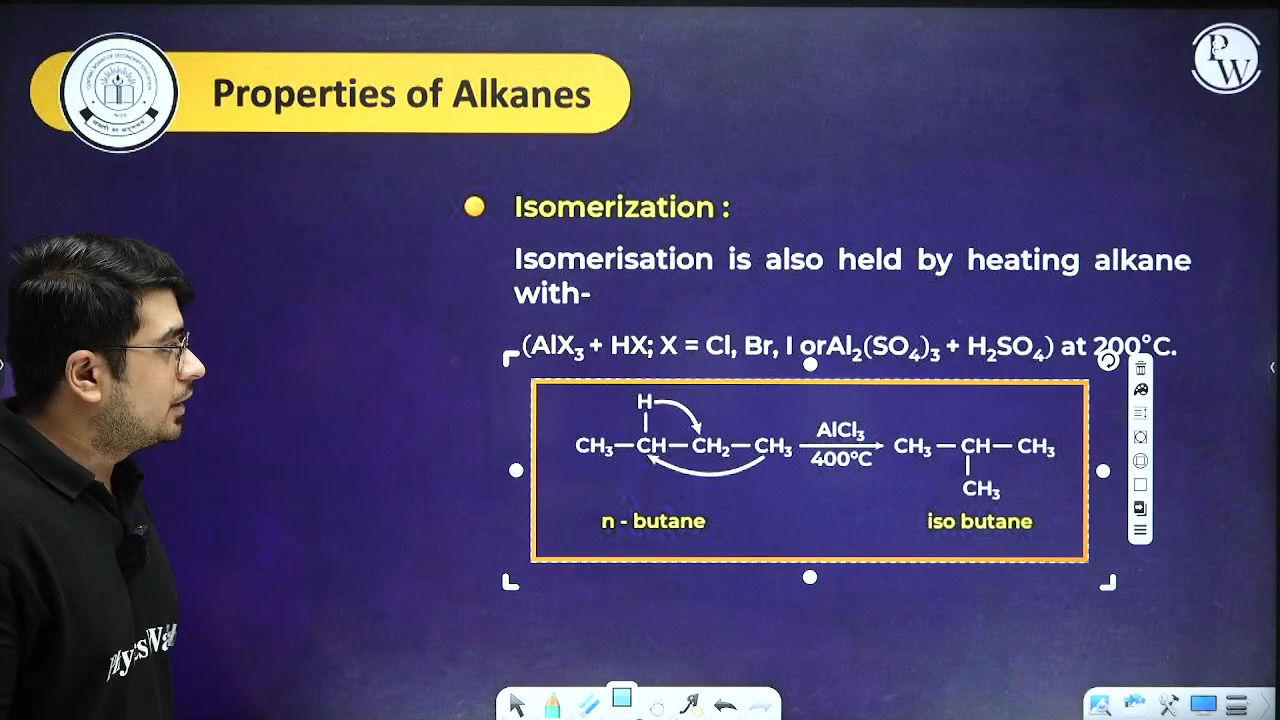 Properties of Alkanes
PW
Isomerization :
Isomerisation is also held by heating alkane
with-
(AlX₃ + HX; X = Cl, Br, I orAl₂(SO₄)₃ + H₂SO₄) at 200°C.
H
CH₃—CH—CH₂—CH₃ AlCl₃ CH₃—CH—CH₃
400°C
CH₃
n - butane iso butane